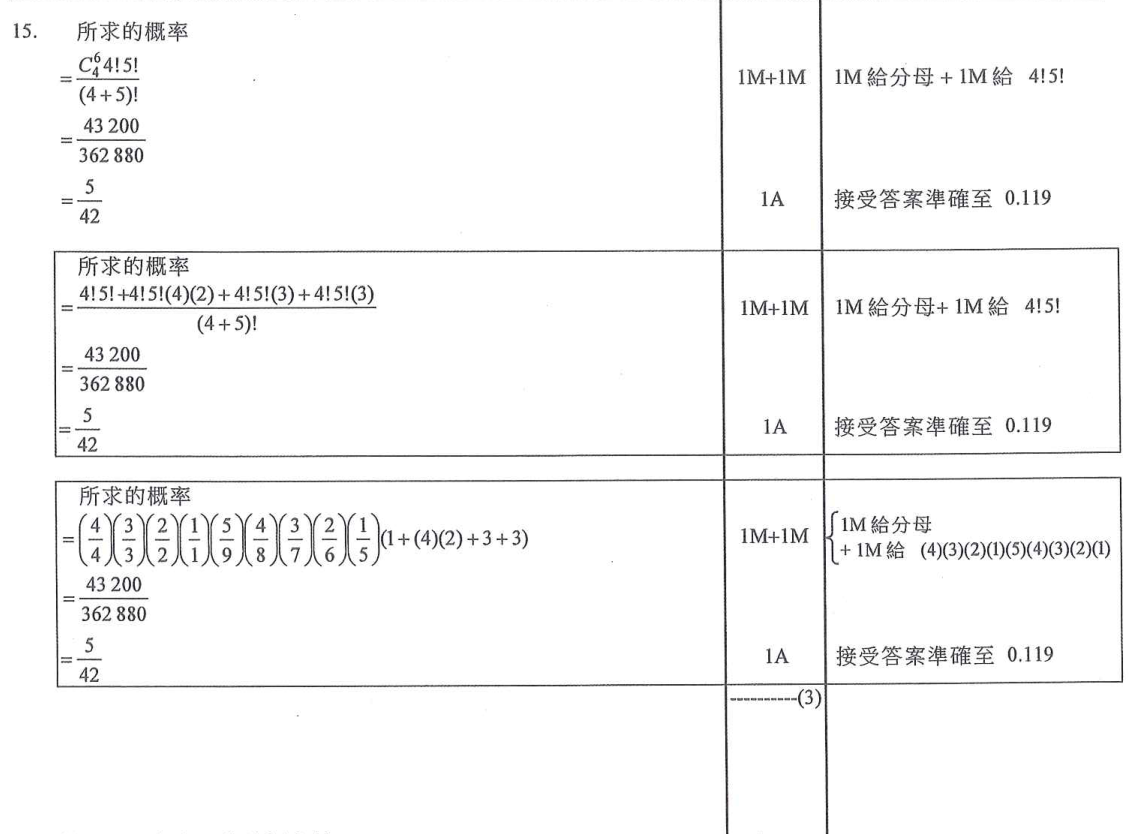 15. 所求的概率
= C₄⁶4!5! / (4+5)! 1M+1M 1M 給分母 + 1M 給 4!5!
= 43 200 / 362 880
= 5 / 42 1A 接受答案準確至 0.119
所求的概率
= 4!5!+4!5!(4)(2)+4!5!(3)+4!5!(3) / (4+5)! 1M+1M 1M 給分母+ 1M 給 4!5!
= 43 200 / 362 880
= 5 / 42 1A 接受答案準確至 0.119
所求的概率
= (4/4)(3/3)(2/2)(1/1)(5/9)(4/8)(3/7)(2/6)(1/5)(1+(4)(2)+3+3) 1M+1M { 1M 給分母
+ 1M 給 (4)(3)(2)(1)(5)(4)(3)(2)(1)
= 43 200 / 362 880
= 5 / 42 1A 接受答案準確至 0.119
----------(3)